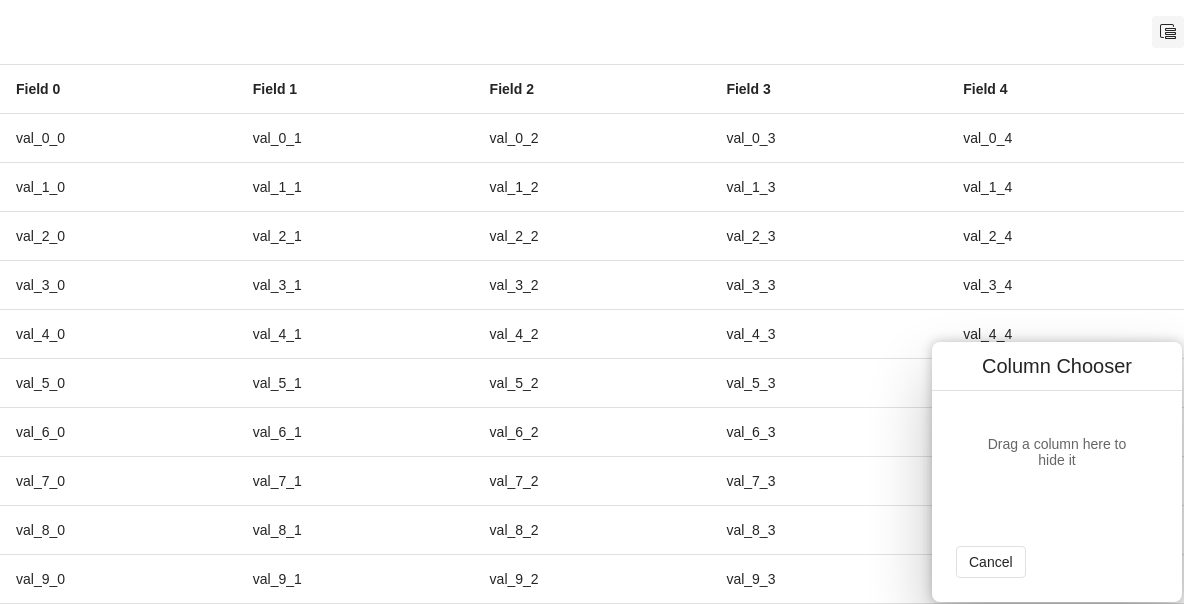 Field 0 Field 1 Field 2 Field 3 Field 4
val_0_0 val_0_1 val_0_2 val_0_3 val_0_4
val_1_0 val_1_1 val_1_2 val_1_3 val_1_4
val_2_0 val_2_1 val_2_2 val_2_3 val_2_4
val_3_0 val_3_1 val_3_2 val_3_3 val_3_4
val_4_0 val_4_1 val_4_2 val_4_3 val_4_4
val_5_0 val_5_1 val_5_2 val_5_3
val_6_0 val_6_1 val_6_2 val_6_3
val_7_0 val_7_1 val_7_2 val_7_3
val_8_0 val_8_1 val_8_2 val_8_3
val_9_0 val_9_1 val_9_2 val_9_3
Column Chooser
Drag a column here to
hide it
Cancel